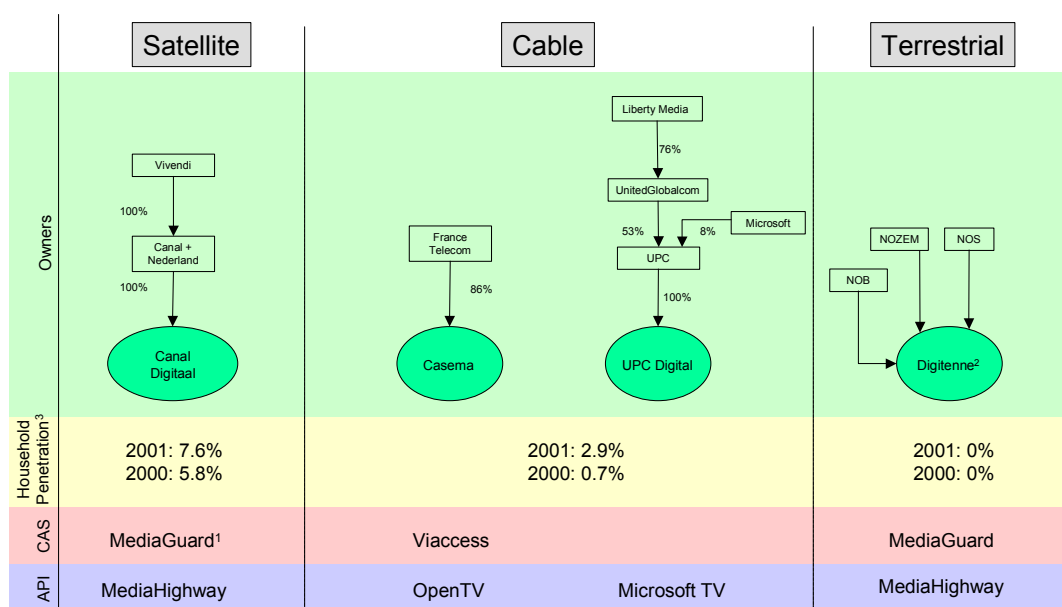 Satellite
Cable
Terrestrial
Owners
Vivendi
100%
Canal +
Nederland
100%
Canal
Digitaal
France
Telecom
86%
Casema
Liberty Media
76%
UnitedGlobalcom
53%
Microsoft
8%
UPC
100%
UPC Digital
NOZEM
NOS
NOB
Digitenne²
Household
Penetration³
2001: 7.6%
2000: 5.8%
2001: 2.9%
2000: 0.7%
2001: 0%
2000: 0%
CAS
MediaGuard¹
Viaccess
MediaGuard
API
MediaHighway
OpenTV
Microsoft TV
MediaHighway